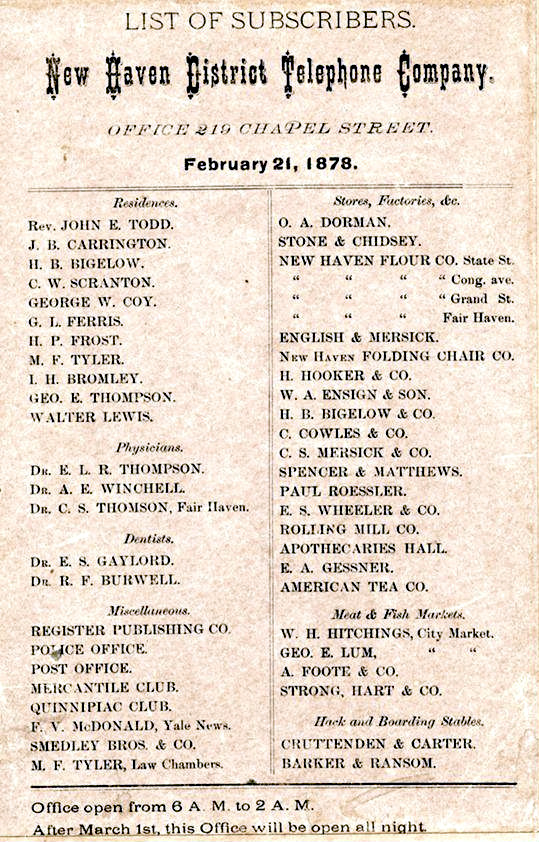 LIST OF SUBSCRIBERS.
New Haven District Telephone Company.
OFFICE 219 CHAPEL STREET.
February 21, 1878.
Residences.
Rev. JOHN E. TODD.
J. B. CARRINGTON.
H. B. BIGELOW.
C. W. SCRANTON.
GEORGE W. COY.
G. L. FERRIS.
H. P. FROST.
M. F. TYLER.
I. H. BROMLEY.
GEO. E. THOMPSON.
WALTER LEWIS.
Physicians.
DR. E. L. R. THOMPSON.
DR. A. E. WINCHELL.
DR. C. S. THOMSON, Fair Haven.
Dentists.
DR. E. S. GAYLORD.
DR. R. F. BURWELL.
Miscellaneous.
REGISTER PUBLISHING CO.
POLICE OFFICE.
POST OFFICE.
MERCANTILE CLUB.
QUINNIPIAC CLUB.
F. V. McDONALD, Yale News.
SMEDLEY BROS. & CO.
M. F. TYLER, Law Chambers.
Stores, Factories, &c.
O. A. DORMAN.
STONE & CHIDSEY.
NEW HAVEN FLOUR CO. State St.
“ “ “ “ Cong. ave.
“ “ “ “ Grand St.
“ “ “ Fair Haven.
ENGLISH & MERSICK.
NEW HAVEN FOLDING CHAIR CO.
H. HOOKER & CO.
W. A. ENSIGN & SON.
H. B. BIGELOW & CO.
C. COWLES & CO.
C. S. MERSICK & CO.
SPENCER & MATTHEWS.
PAUL ROESSLER.
E. S. WHEELER & CO.
ROLLING MILL CO.
APOTHECARIES HALL.
E. A. GESSNER.
AMERICAN TEA CO.
Meat & Fish Markets.
W. H. HITCHINGS, City Market.
GEO. E. LUM, “ “
A. FOOTE & CO.
STRONG, HART & CO.
Hack and Boarding Stables.
CRUTTENDEN & CARTER.
BARKER & RANSOM.
Office open from 6 A. M. to 2 A. M.
After March 1st, this Office will be open all night.